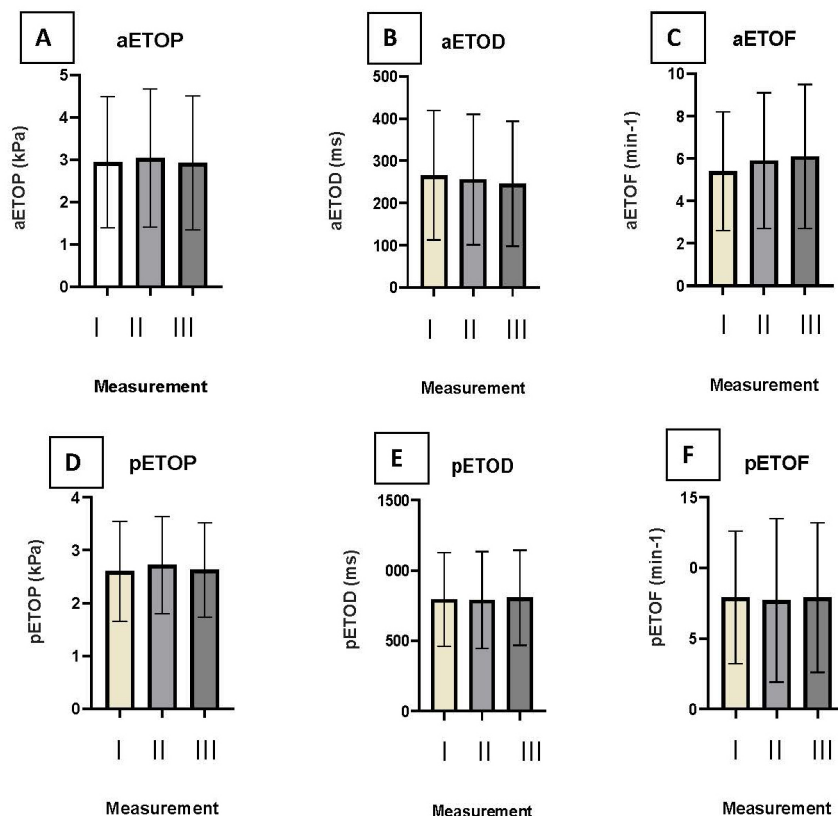 A
aETOP
aETOP (kPa)
5
4
3
2
1
0
I II III
Measurement
B
aETOD
aETOD (ms)
500
400
300
200
100
0
I II III
Measurement
C
aETOF
aETOF (min-1)
10
8
6
4
2
0
I II III
Measurement
D
pETOP
pETOP (kPa)
4
3
2
1
0
I II III
Measurement
E
pETOD
pETOD (ms)
1500
000
500
0
I II III
Measurement
F
pETOF
pETOF (min-1)
15
0
5
0
I II III
Measurement